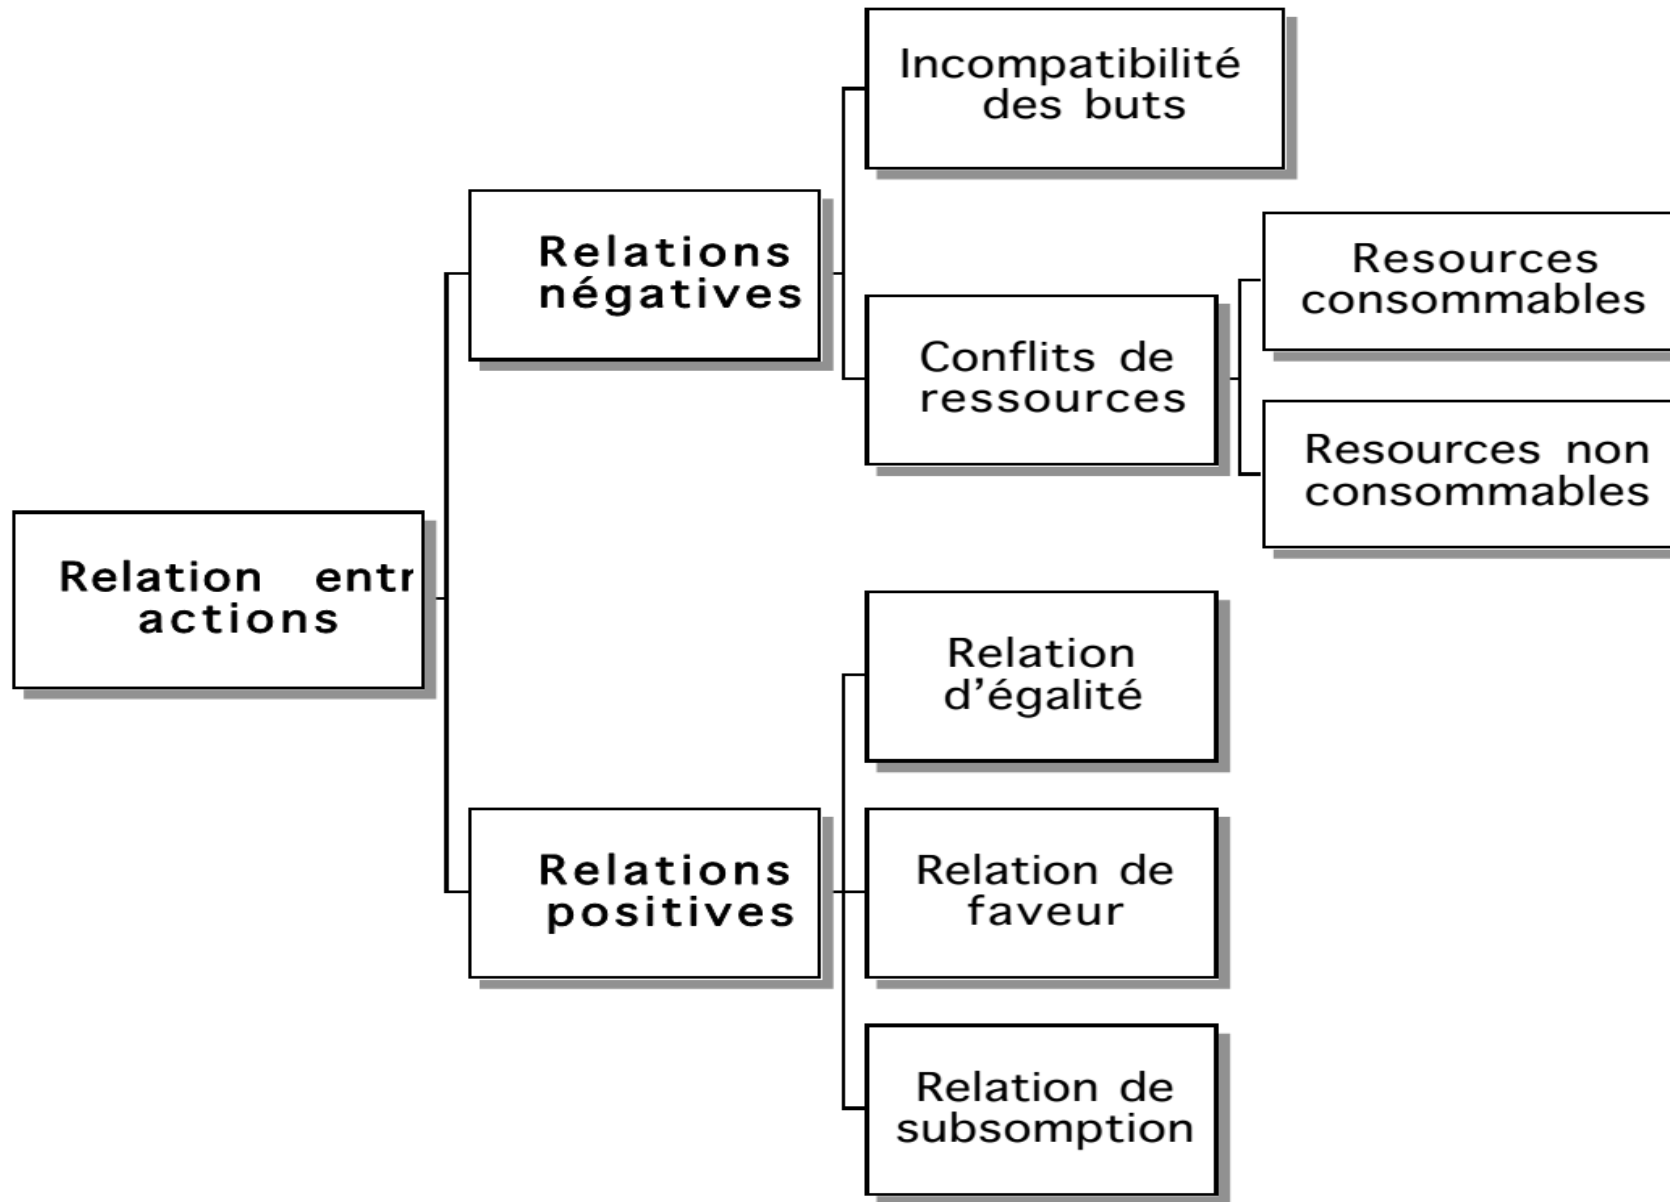 Incompatibilité
des buts
Relations
négatives
Resources
consommables
Conflits de
ressources
Resources non
consommables
Relation entr
actions
Relation
d’égalité
Relations
positives
Relation de
faveur
Relation de
subsomption